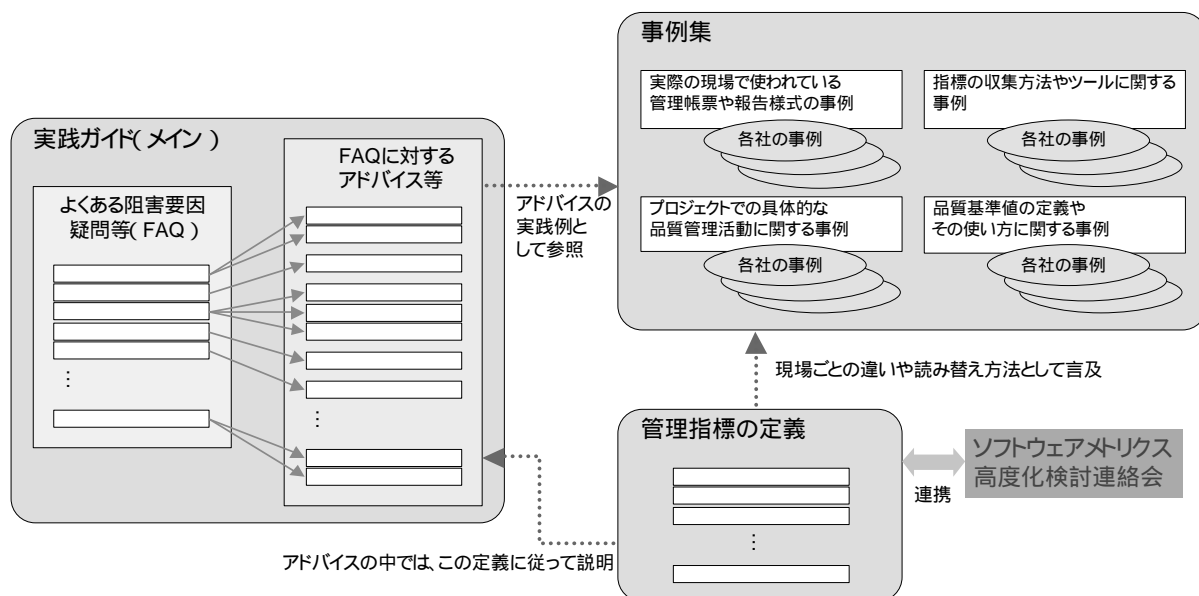 実践ガイド(メイン)
よくある阻害要因
疑問等(FAQ)
⋮
FAQに対する
アドバイス等
⋮
アドバイスの
実践例と
して参照
事例集
実際の現場で使われている
管理帳票や報告様式の事例
各社の事例
指標の収集方法やツールに関する
事例
各社の事例
プロジェクトでの具体的な
品質管理活動に関する事例
各社の事例
品質基準値の定義や
その使い方に関する事例
各社の事例
現場ごとの違いや読み替え方法として言及
管理指標の定義
⋮
連携
ソフトウェアメトリクス
高度化検討連絡会
アドバイスの中では、この定義に従って説明